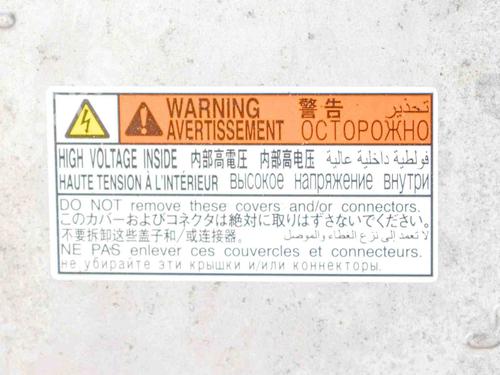 WARNING 警告 تحذير
AVERTISSEMENT ОСТОРОЖНО
HIGH VOLTAGE INSIDE 内部高電圧 内部高电压 فولطية داخلية عالية
HAUTE TENSION À L'INTÉRIEUR высокое напряжение внутри
DO NOT remove these covers and/or connectors.
このカバーおよびコネクタは絶対に取りはずさないでください。
不要拆卸这些盖子和/或连接器。 لا تعمد إلى نزع الغطاء والموصل
NE PAS enlever ces couvercles et connecteurs.
не убирайте эти крышки и/или коннекторы.